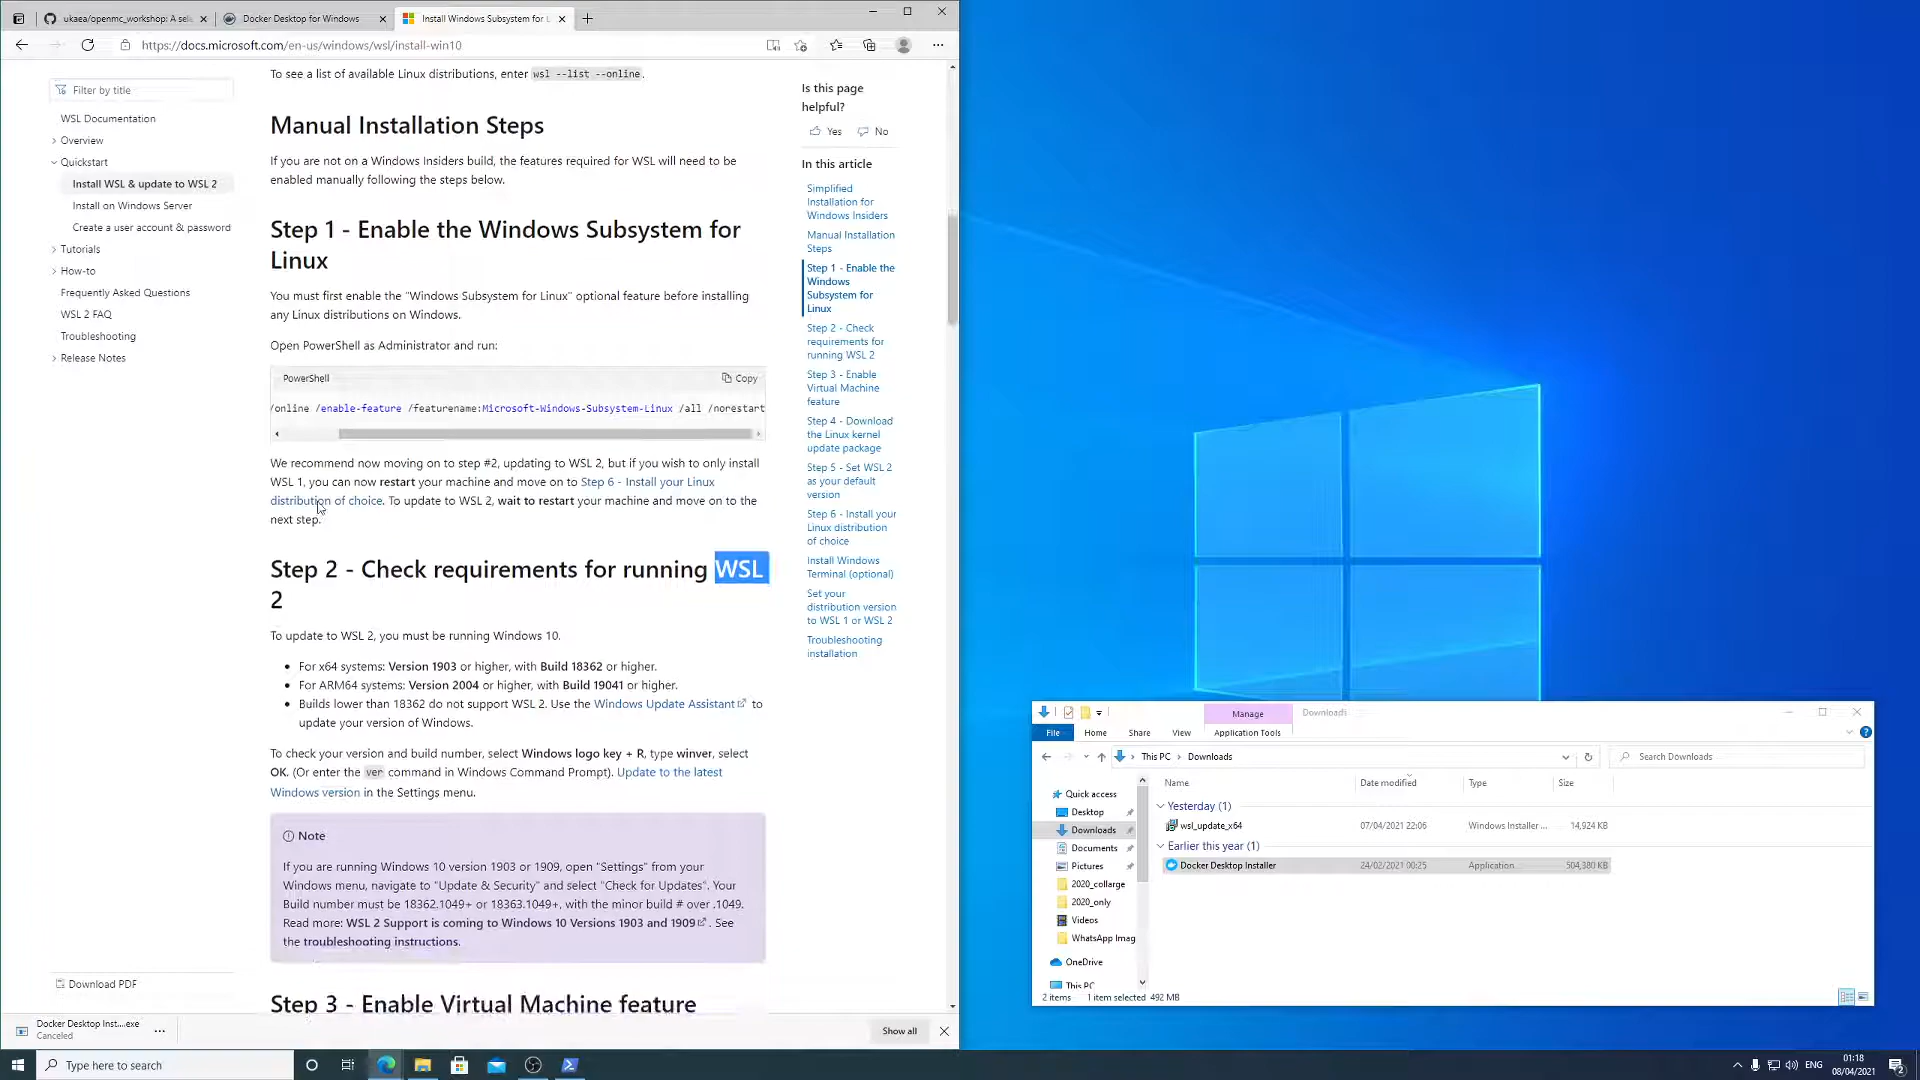 ukaea/openmc_workshop: A sele
Docker Desktop for Windows
Install Windows Subsystem for L
https://docs.microsoft.com/en-us/windows/wsl/install-win10
Filter by title
WSL Documentation
Overview
Quickstart
Install WSL & update to WSL 2
Install on Windows Server
Create a user account & password
Tutorials
How-to
Frequently Asked Questions
WSL 2 FAQ
Troubleshooting
Release Notes
Download PDF
To see a list of available Linux distributions, enter wsl --list --online.
Manual Installation Steps
If you are not on a Windows Insiders build, the features required for WSL will need to be
enabled manually following the steps below.
Step 1 - Enable the Windows Subsystem for
Linux
You must first enable the "Windows Subsystem for Linux" optional feature before installing
any Linux distributions on Windows.
Open PowerShell as Administrator and run:
PowerShell
Copy
/online /enable-feature /featurename:Microsoft-Windows-Subsystem-Linux /all /norestart
We recommend now moving on to step #2, updating to WSL 2, but if you wish to only install
WSL 1, you can now restart your machine and move on to Step 6 - Install your Linux
distribution of choice. To update to WSL 2, wait to restart your machine and move on to the
next step.
Step 2 - Check requirements for running WSL
2
To update to WSL 2, you must be running Windows 10.
For x64 systems: Version 1903 or higher, with Build 18362 or higher.
For ARM64 systems: Version 2004 or higher, with Build 19041 or higher.
Builds lower than 18362 do not support WSL 2. Use the Windows Update Assistant to
update your version of Windows.
To check your version and build number, select Windows logo key + R, type winver, select
OK. (Or enter the ver command in Windows Command Prompt). Update to the latest
Windows version in the Settings menu.
Note
If you are running Windows 10 version 1903 or 1909, open "Settings" from your
Windows menu, navigate to "Update & Security" and select "Check for Updates". Your
Build number must be 18362.1049+ or 18363.1049+, with the minor build # over .1049.
Read more: WSL 2 Support is coming to Windows 10 Versions 1903 and 1909. See
the troubleshooting instructions.
Step 3 - Enable Virtual Machine feature
Is this page
helpful?
Yes No
In this article
Simplified
Installation for
Windows Insiders
Manual Installation
Steps
Step 1 - Enable the
Windows
Subsystem for
Linux
Step 2 - Check
requirements for
running WSL 2
Step 3 - Enable
Virtual Machine
feature
Step 4 - Download
the Linux kernel
update package
Step 5 - Set WSL 2
as your default
version
Step 6 - Install your
Linux distribution
of choice
Install Windows
Terminal (optional)
Set your
distribution version
to WSL 1 or WSL 2
Troubleshooting
installation
Docker Desktop Inst....exe
Canceled
Show all
Manage
Downloads
File Home Share View Application Tools
This PC Downloads
Search Downloads
Name Date modified Type Size
Quick access
Desktop
Downloads
Documents
Pictures
2020_collarge
2020_only
Videos
WhatsApp Imag
OneDrive
This PC
Yesterday (1)
wsl_update_x64 07/04/2021 22:06 Windows Installer ... 14,924 KB
Earlier this year (1)
Docker Desktop Installer 24/02/2021 00:25 Application 504,380 KB
2 items 1 item selected 492 MB
Type here to search
ENG
01:18
08/04/2021
2